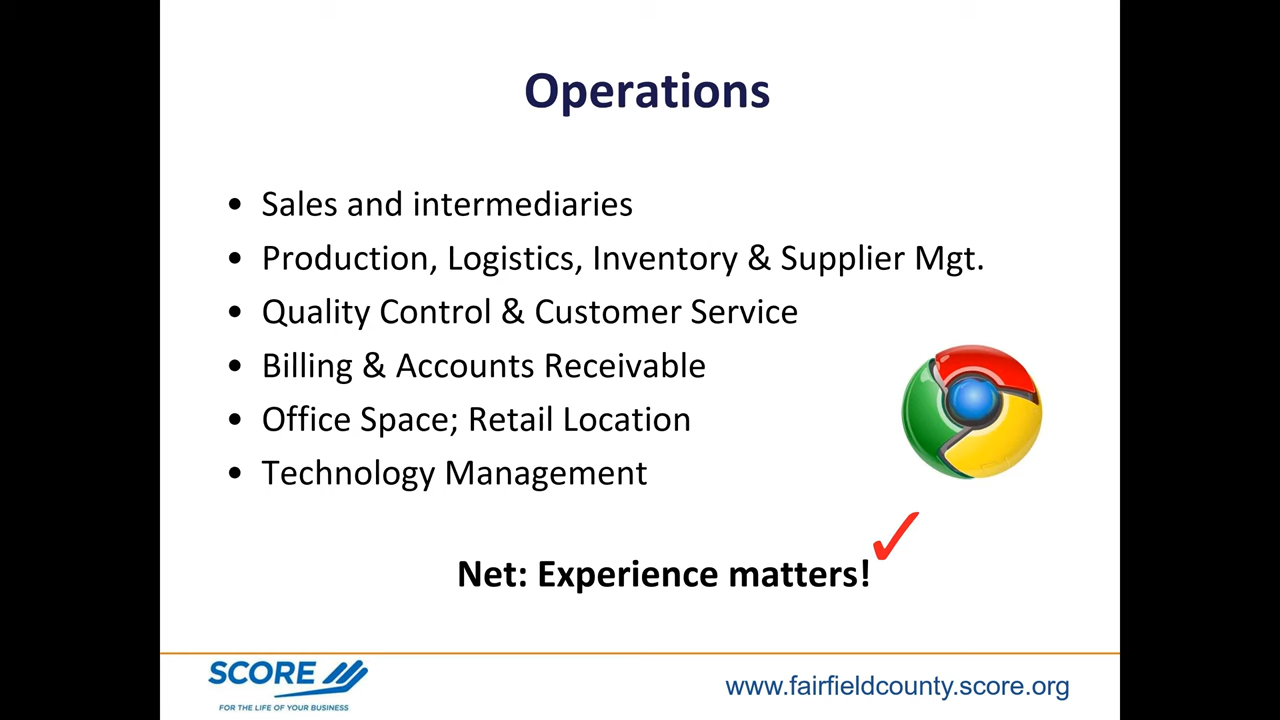 Operations
• Sales and intermediaries
• Production, Logistics, Inventory & Supplier Mgt.
• Quality Control & Customer Service
• Billing & Accounts Receivable
• Office Space; Retail Location
• Technology Management
Net: Experience matters!
SCORE
FOR THE LIFE OF YOUR BUSINESS
www.fairfieldcounty.score.org